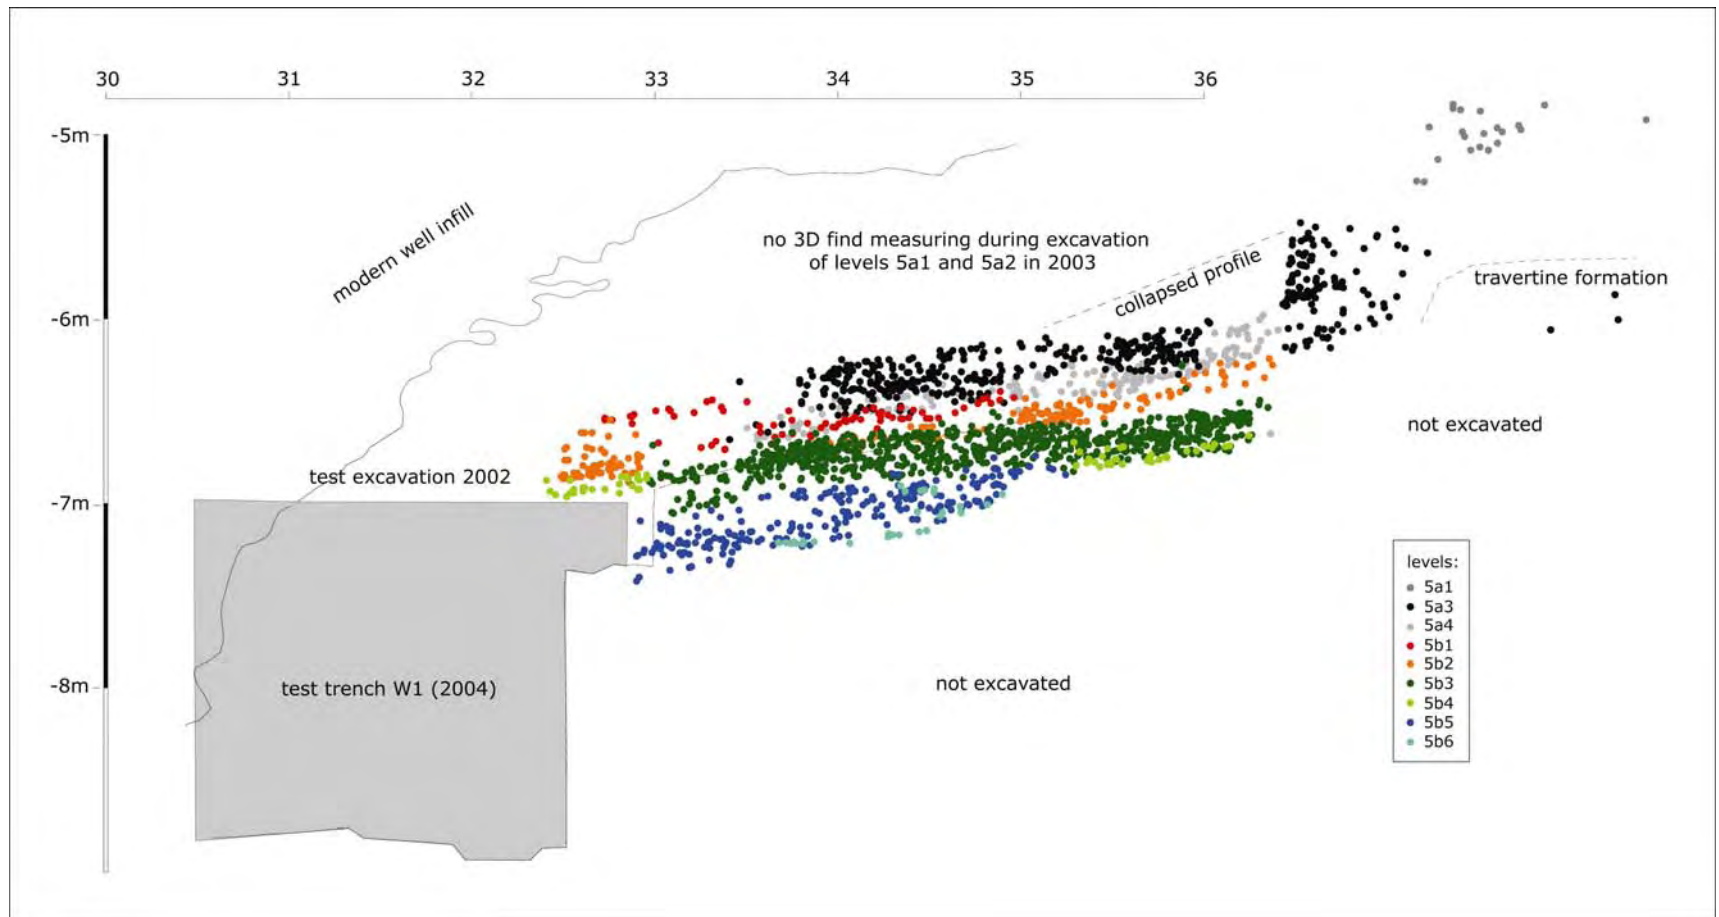 30 31 32 33 34 35 36
-5m
modern well infill
no 3D find measuring during excavation
of levels 5a1 and 5a2 in 2003
collapsed profile
travertine formation
-6m
not excavated
test excavation 2002
-7m
levels:
5a1
5a3
5a4
5b1
5b2
5b3
5b4
5b5
5b6
-8m
test trench W1 (2004)
not excavated